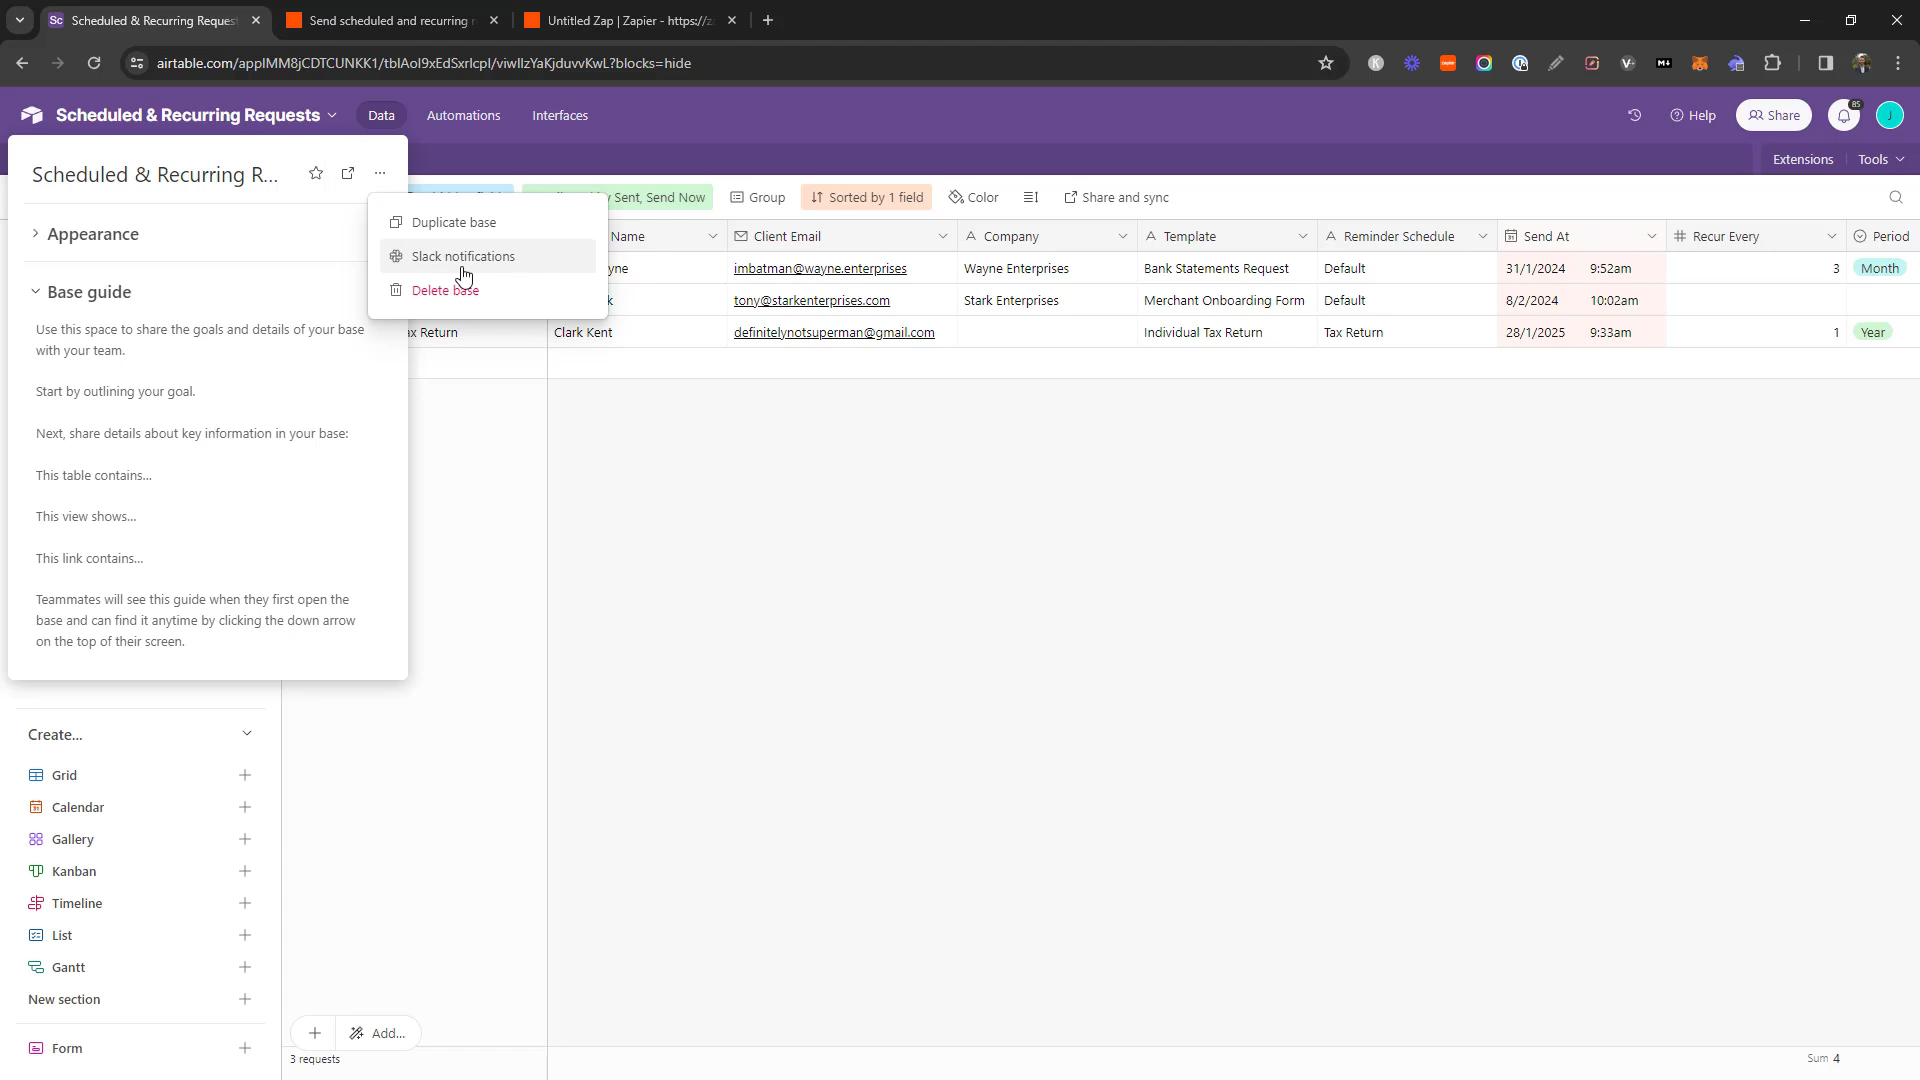 Scheduled & Recurring Reques
Send scheduled and recurring r
Untitled Zap | Zapier - https://z
airtable.com/appIMM8jCDTCUNKK1/tblAoI9xEdSxrlcpI/viwlIzYaKjduvvKwL?blocks=hide
Scheduled & Recurring Requests
Data
Automations
Interfaces
Help
Share
85
J
Extensions
Tools
Scheduled & Recurring R...
Sent, Send Now
Group
Sorted by 1 field
Color
Share and sync
Duplicate base
Slack notifications
Delete base
Appearance
Base guide
Use this space to share the goals and details of your base
with your team.
Start by outlining your goal.
Next, share details about key information in your base:
This table contains...
This view shows...
This link contains...
Teammates will see this guide when they first open the
base and can find it anytime by clicking the down arrow
on the top of their screen.
Name Client Email Company Template Reminder Schedule Send At Recur Every Period
yne imbatman@wayne.enterprises Wayne Enterprises Bank Statements Request Default 31/1/2024 9:52am 3 Month
k tony@starkenterprises.com Stark Enterprises Merchant Onboarding Form Default 8/2/2024 10:02am
ax Return Clark Kent definitelynotsuperman@gmail.com Individual Tax Return Tax Return 28/1/2025 9:33am 1 Year
Create...
Grid
Calendar
Gallery
Kanban
Timeline
List
Gantt
New section
Form
Add...
3 requests
Sum 4